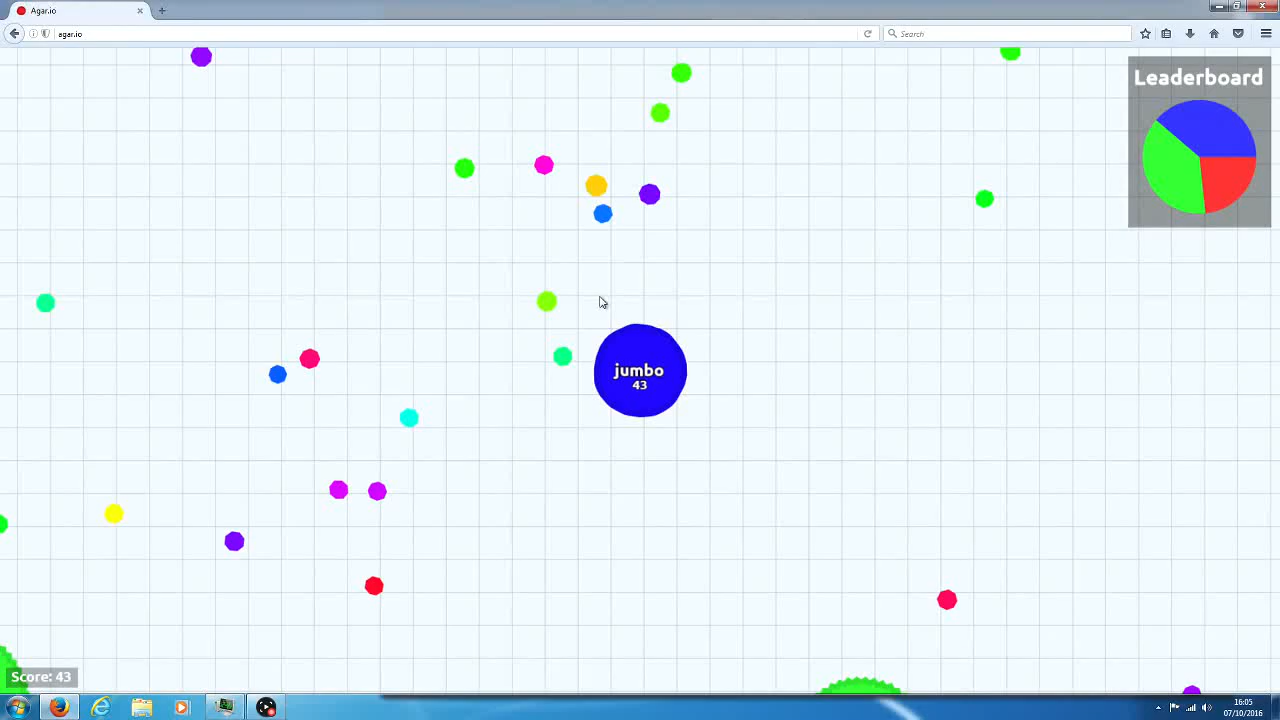 Agar.io
agar.io
Search
Leaderboard
jumbo
43
Score: 43
16:05
07/10/2016